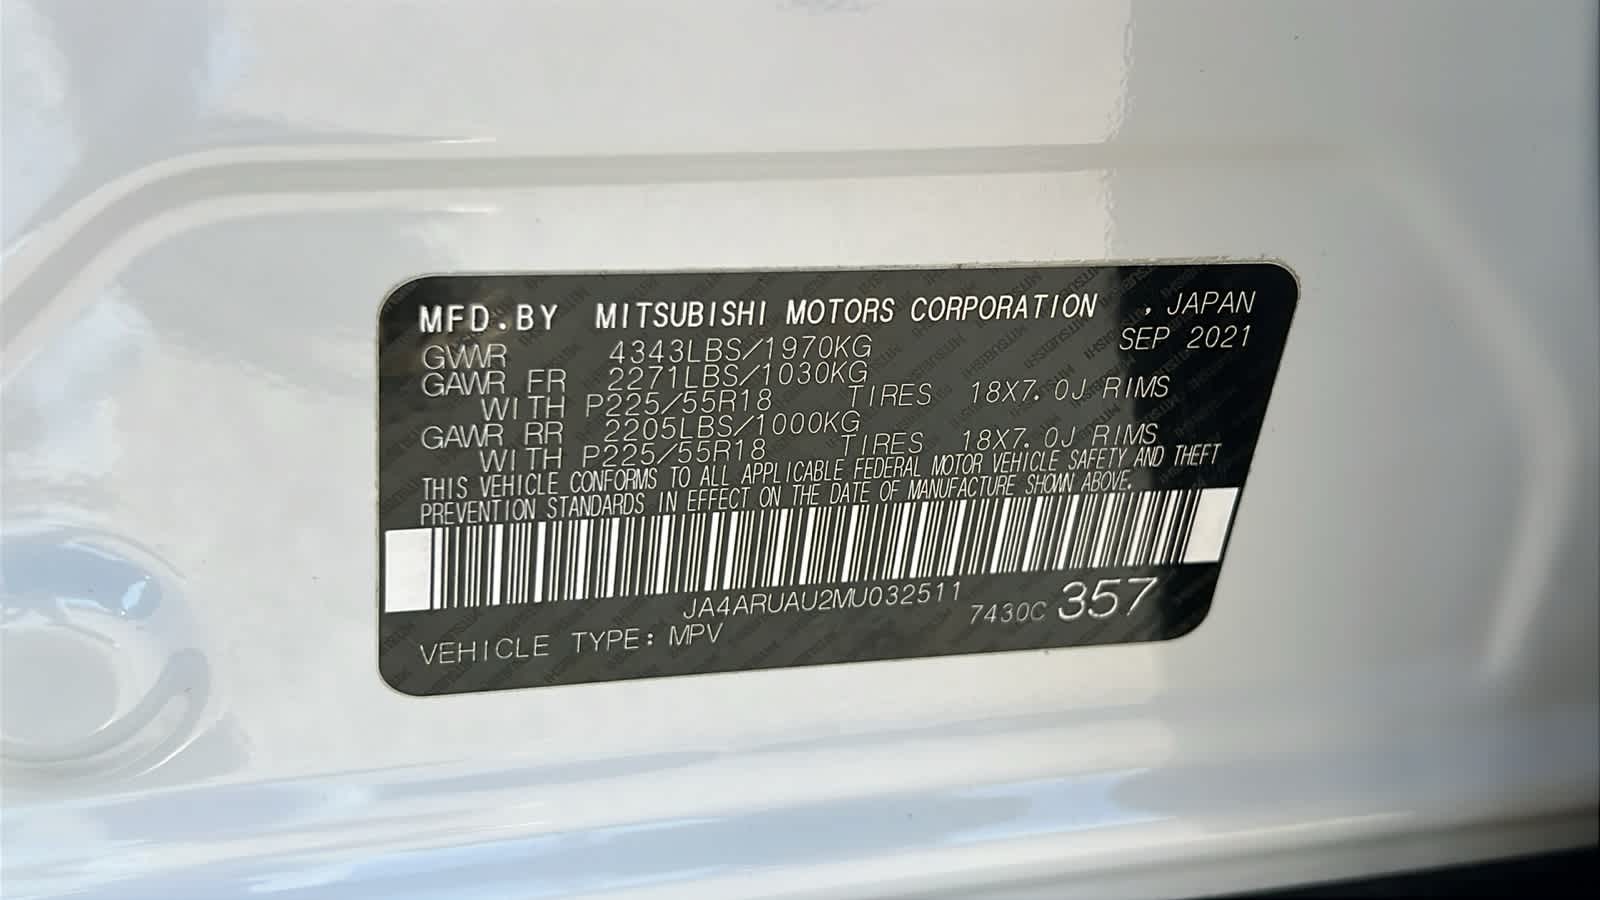 MFD.BY MITSUBISHI MOTORS CORPORATION , JAPAN
SEP 2021
GVWR 4343LBS/1970KG
GAWR FR 2271LBS/1030KG
WITH P225/55R18 TIRES 18X7.0J RIMS
GAWR RR 2205LBS/1000KG
WITH P225/55R18 TIRES 18X7.0J RIMS
THIS VEHICLE CONFORMS TO ALL APPLICABLE FEDERAL MOTOR VEHICLE SAFETY AND THEFT
PREVENTION STANDARDS IN EFFECT ON THE DATE OF MANUFACTURE SHOWN ABOVE.
JA4ARUAU2MU032511
7430C 357
VEHICLE TYPE: MPV